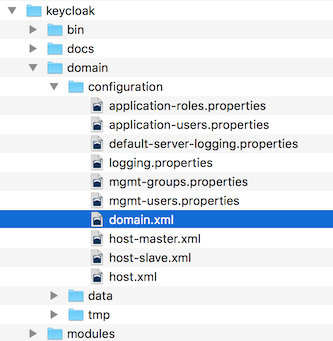 keycloak
bin
docs
domain
configuration
application-roles.properties
application-users.properties
default-server-logging.properties
logging.properties
mgmt-groups.properties
mgmt-users.properties
domain.xml
host-master.xml
host-slave.xml
host.xml
data
tmp
modules